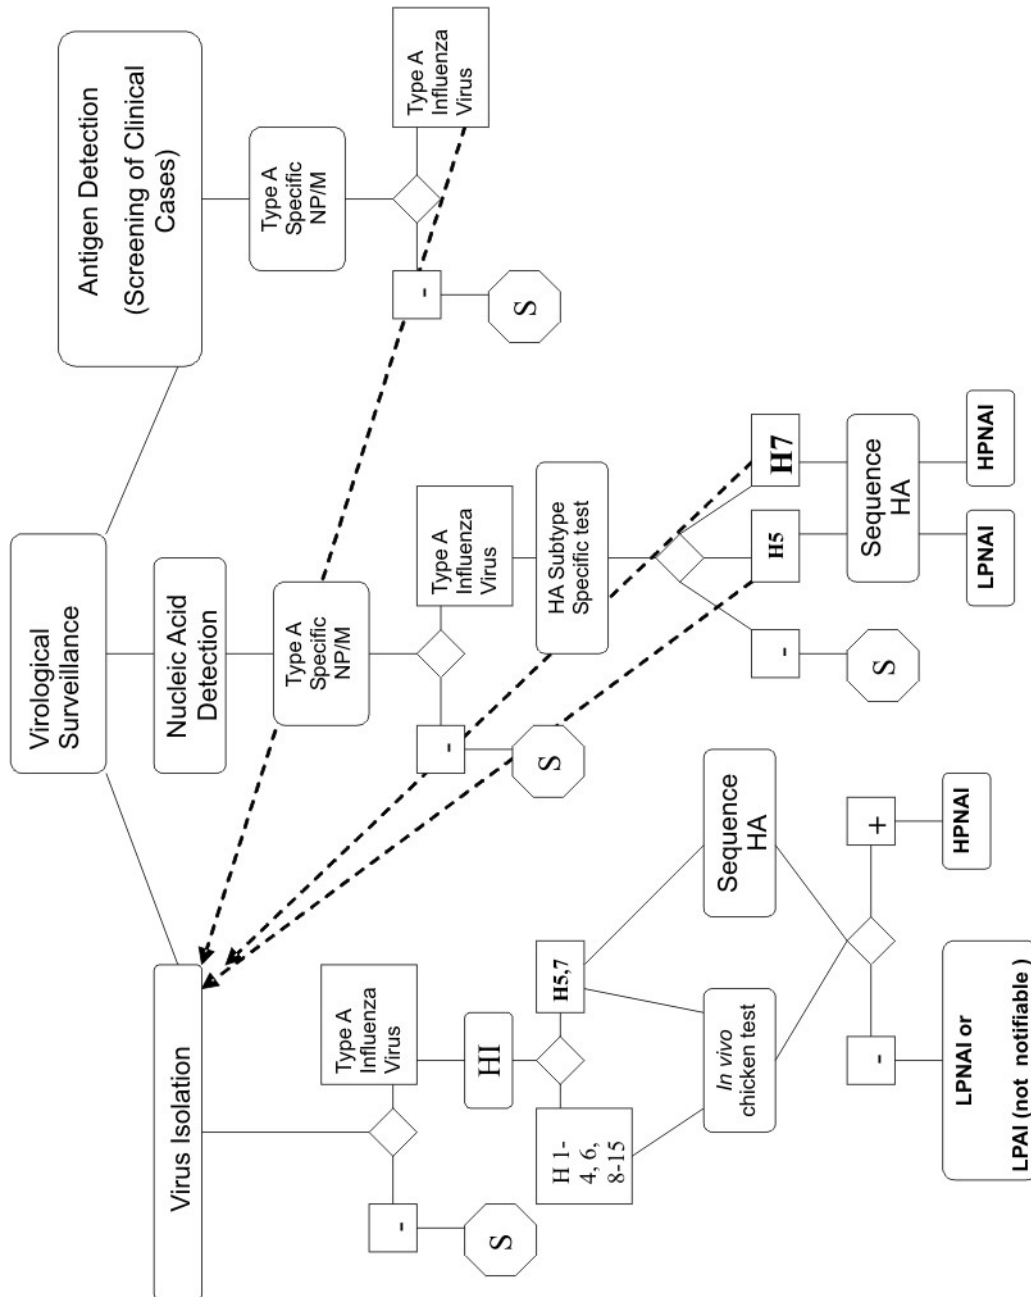 Virological
Surveillance
Virus Isolation
Nucleic Acid
Detection
Antigen Detection
(Screening of Clinical
Cases)
Type A
Influenza
Virus
-
S
HI
H 1-
4, 6,
8-15
H5,7
In vivo
chicken test
Sequence
HA
-
+
LPNAI or
LPAI (not notifiable )
HPNAI
Type A
Specific
NP/M
-
S
Type A
Influenza
Virus
HA Subtype
Specific test
-
S
H5
H7
Sequence
HA
LPNAI
HPNAI
Type A
Specific
NP/M
-
S
Type A
Influenza
Virus